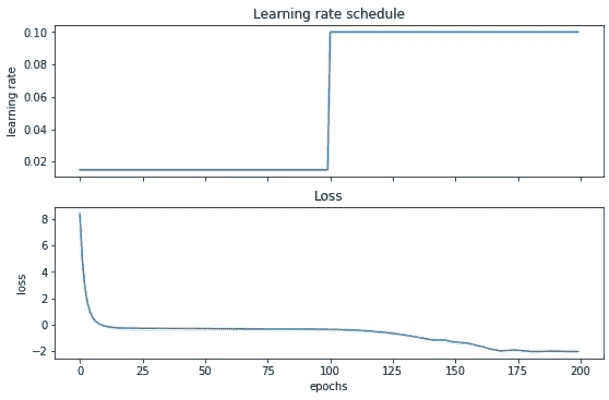 Learning rate schedule
learning rate
0.10
0.08
0.06
0.04
0.02
Loss
loss
8
6
4
2
0
−2
0 25 50 75 100 125 150 175 200
epochs